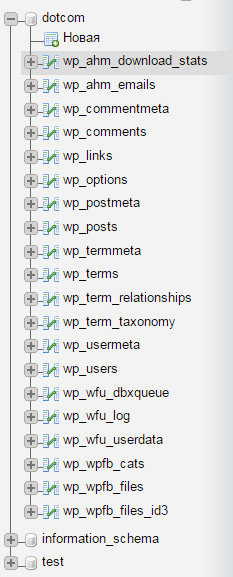 dotcom
Новая
wp_ahm_download_stats
wp_ahm_emails
wp_commentmeta
wp_comments
wp_links
wp_options
wp_postmeta
wp_posts
wp_termmeta
wp_terms
wp_term_relationships
wp_term_taxonomy
wp_usermeta
wp_users
wp_wfu_dbxqueue
wp_wfu_log
wp_wfu_userdata
wp_wpfb_cats
wp_wpfb_files
wp_wpfb_files_id3
information_schema
test